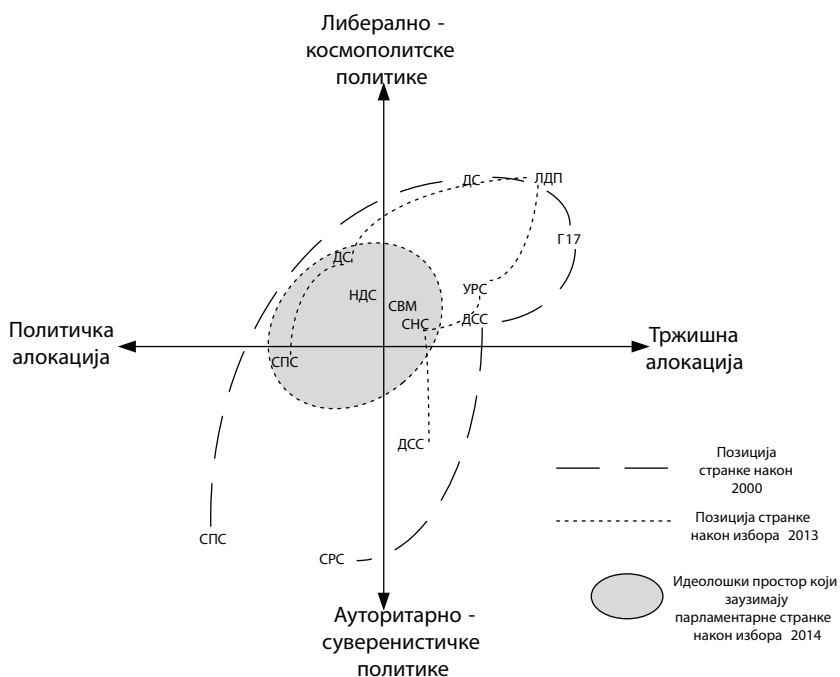 Либерално -
космополитске
политике
ДС
ЛДП
Г17
ДС
НДС
УРС
СВМ
СНС
ДСС
Политичка
алокација
Тржишна
алокација
СПС
ДСС
СПС
СРС
Ауторитарно -
суверенистичке
политике
Позиција
странке након
2000
Позиција странке
након избора 2013
Идеолошки простор који
заузимају
парламентарне странке
након избора 2014